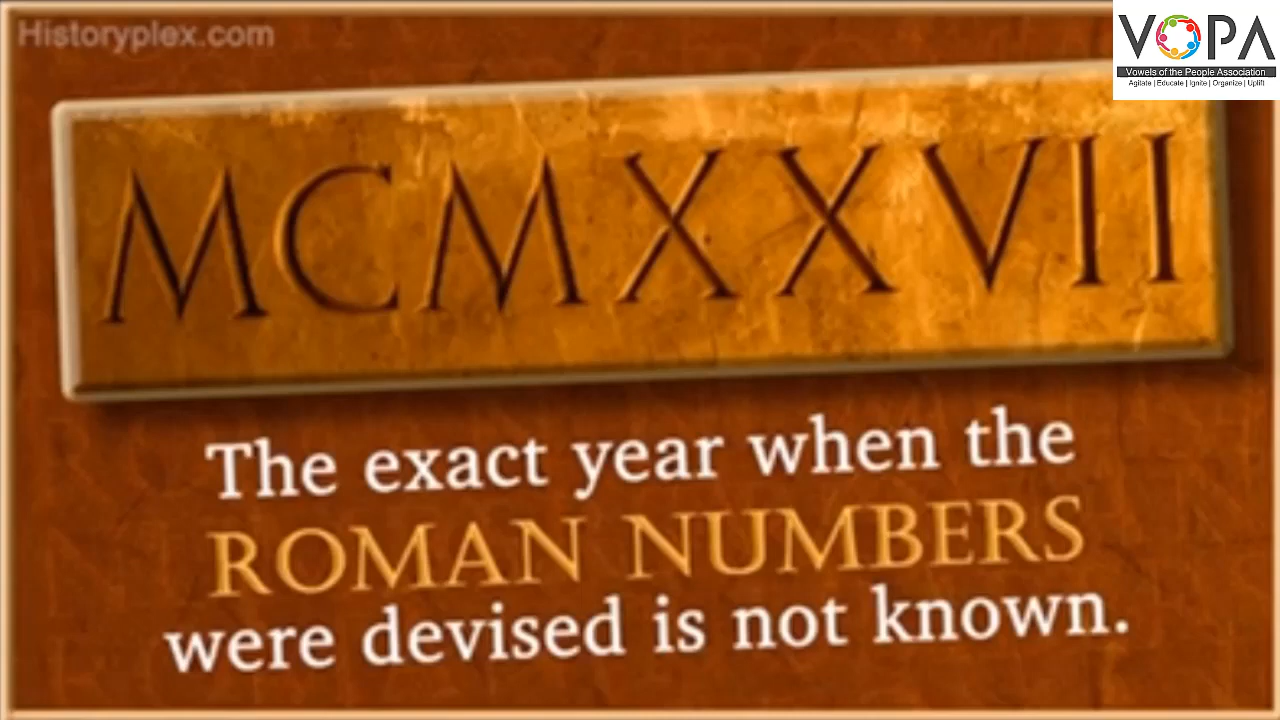 Historyplex.com
VOPA
Vowels of the People Association
Agitate | Educate | Ignite | Organize | Uplift
MCMXXVII
The exact year when the
ROMAN NUMBERS
were devised is not known.